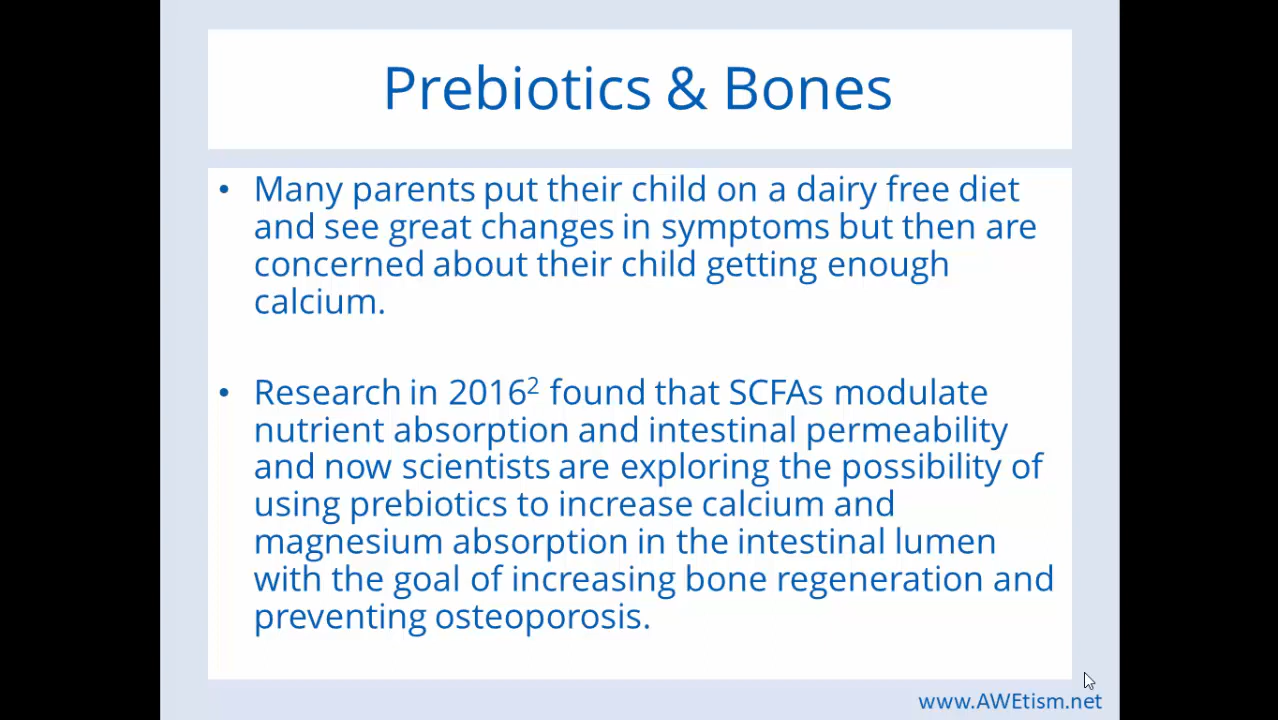 Prebiotics & Bones
• Many parents put their child on a dairy free diet
and see great changes in symptoms but then are
concerned about their child getting enough
calcium.
• Research in 2016² found that SCFAs modulate
nutrient absorption and intestinal permeability
and now scientists are exploring the possibility of
using prebiotics to increase calcium and
magnesium absorption in the intestinal lumen
with the goal of increasing bone regeneration and
preventing osteoporosis.
www.AWEtism.net